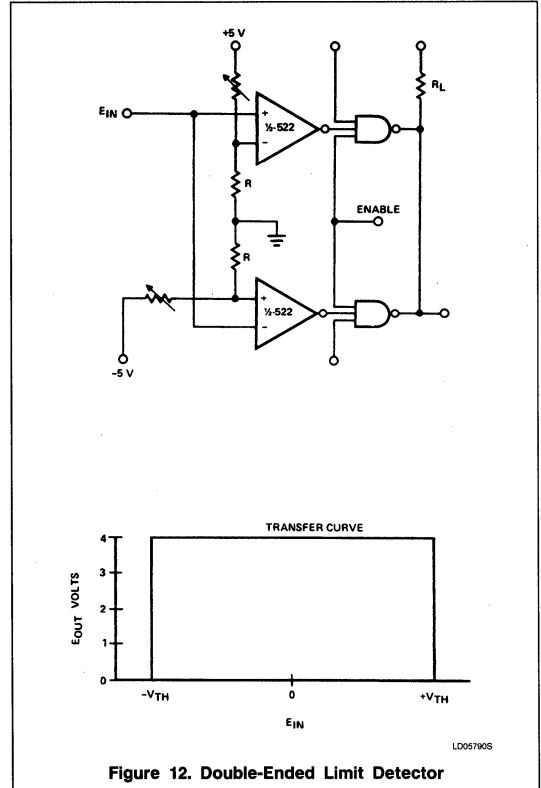 +5 V
RL
EIN
+
½-522
−
R
ENABLE
R
+
½-522
−
−5 V
TRANSFER CURVE
EOUT VOLTS
4
3
2
1
0
−VTH
0
+VTH
EIN
LD05790S
Figure 12. Double-Ended Limit Detector